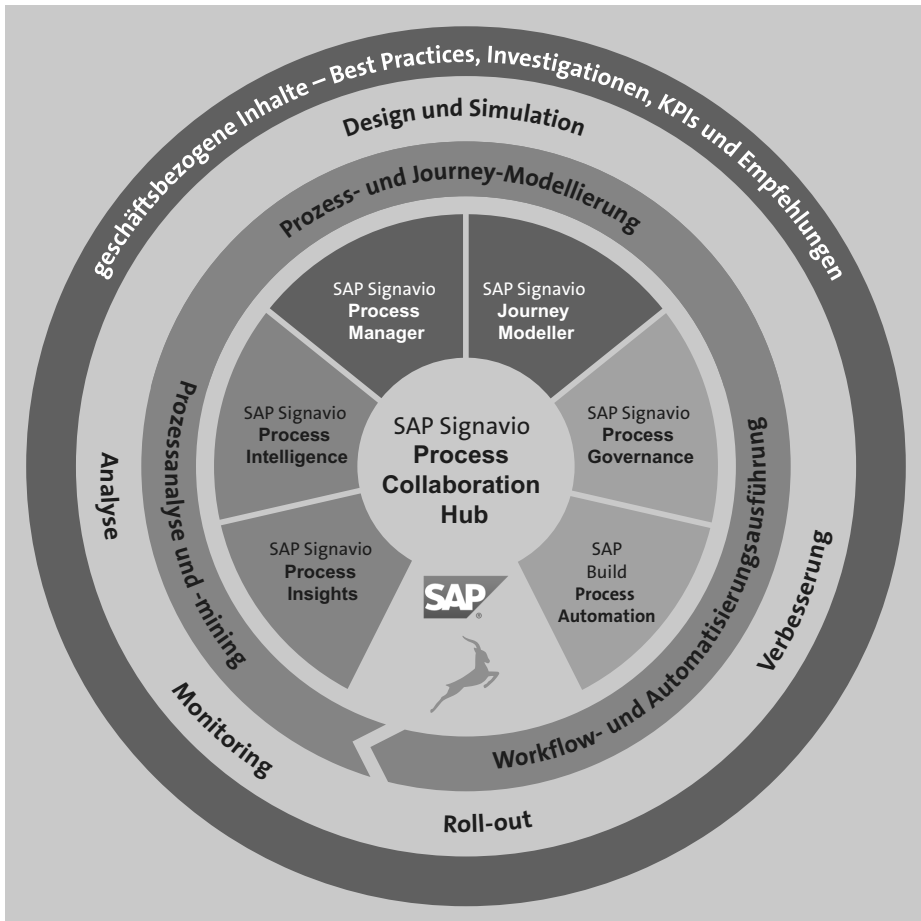 geschäftsbezogene Inhalte – Best Practices, Investigationen, KPIs und Empfehlungen
Design und Simulation
Prozess- und Journey-Modellierung
SAP Signavio
Process
Manager
SAP Signavio
Journey
Modeller
SAP Signavio
Process
Intelligence
SAP Signavio
Process
Collaboration
Hub
SAP Signavio
Process
Governance
SAP Signavio
Process
Insights
SAP
Build
Process
Automation
SAP®
Prozessanalyse und -mining
Workflow- und Automatisierungsausführung
Analyse
Verbesserung
Monitoring
Roll-out